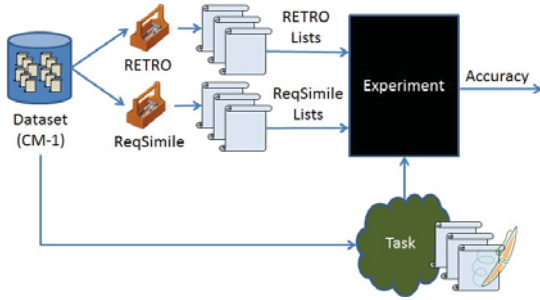 RETRO
Lists
RETRO
Dataset
(CM-1)
ReqSimile
ReqSimile
Lists
Experiment
Accuracy
Task